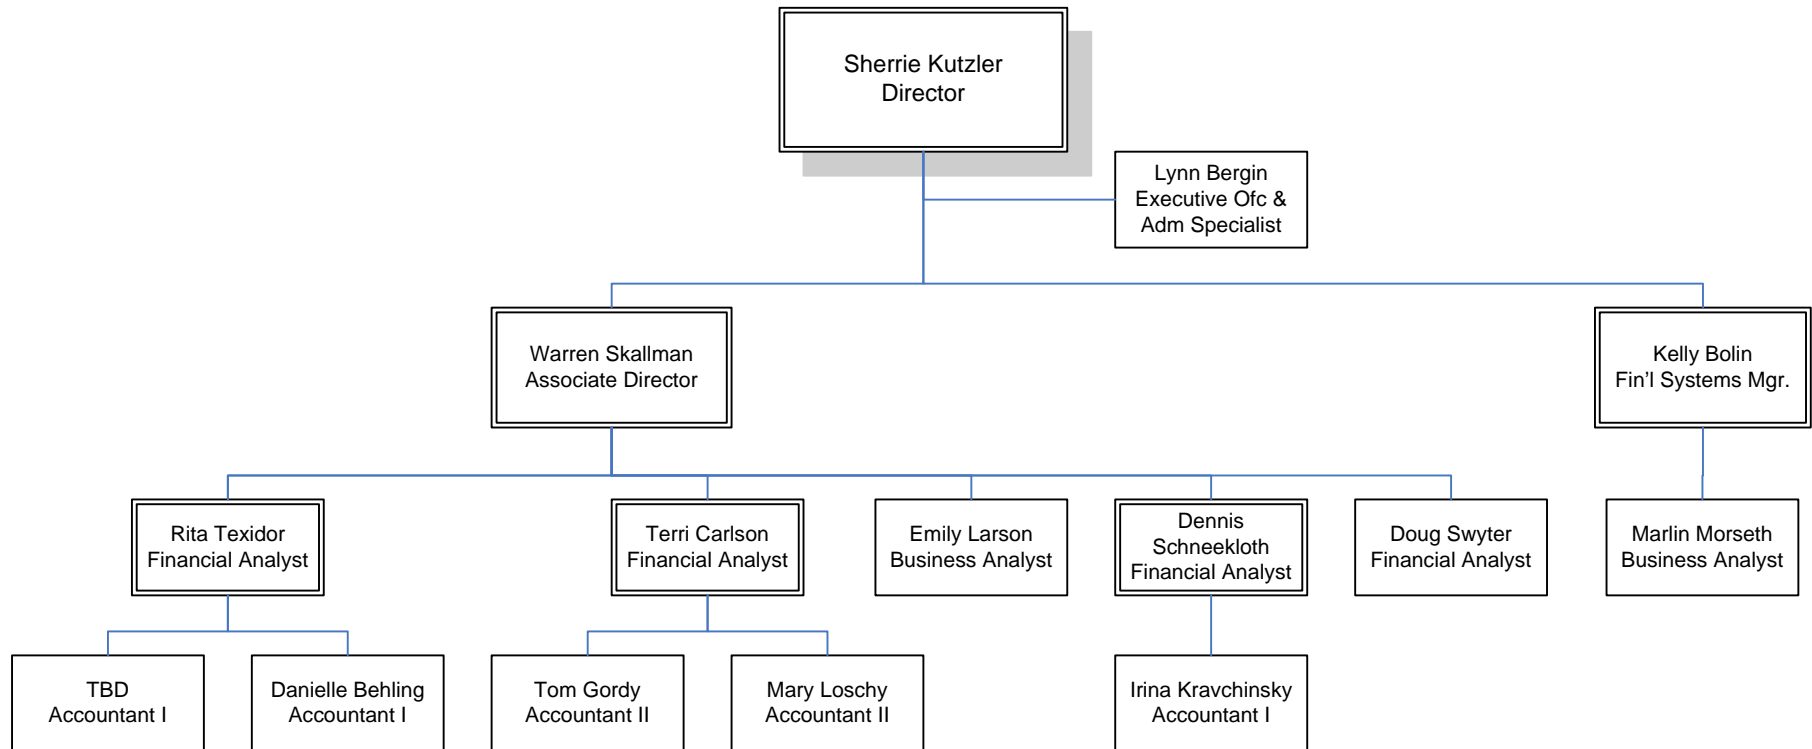 Sherrie Kutzler
Director
Lynn Bergin
Executive Ofc &
Adm Specialist
Warren Skallman
Associate Director
Kelly Bolin
Fin’l Systems Mgr.
Rita Texidor
Financial Analyst
Terri Carlson
Financial Analyst
Emily Larson
Business Analyst
Dennis
Schneekloth
Financial Analyst
Doug Swyter
Financial Analyst
Marlin Morseth
Business Analyst
TBD
Accountant I
Danielle Behling
Accountant I
Tom Gordy
Accountant II
Mary Loschy
Accountant II
Irina Kravchinsky
Accountant I